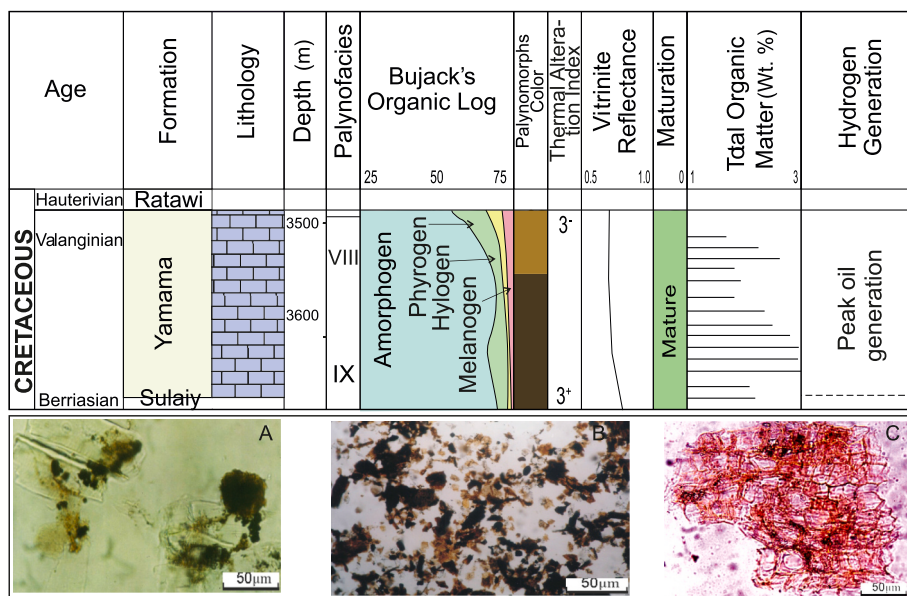 Age
Formation
Lithology
Depth (m)
Palynofacies
Bujack's
Organic Log
25 50 75
Palynomorphs
Color
Thermal Altera-
tion Index
Vitrinite
Reflectance
0.5 1.0
Maturation
0
Total Organic
Matter (Wt. %)
1 3
Hydrogen
Generation
CRETACEOUS
Hauterivian
Valanginian
Berriasian
Ratawi
Yamama
Sulaiy
3500
3600
VIII
IX
Amorphogen
Phyrogen
Hylogen
Melanogen
3-
3+
Mature
Peak oil
generation
A
50µm
B
50µm
C
50µm